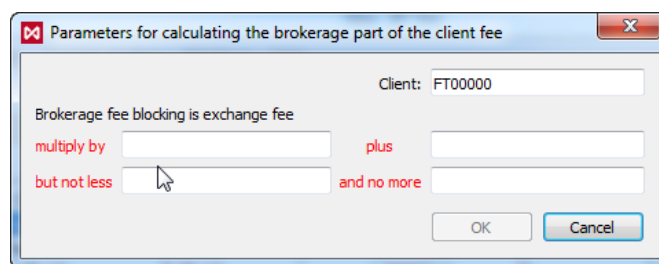 Parameters for calculating the brokerage part of the client fee
Client: FT00000
Brokerage fee blocking is exchange fee
multiply by plus
but not less and no more
OK Cancel